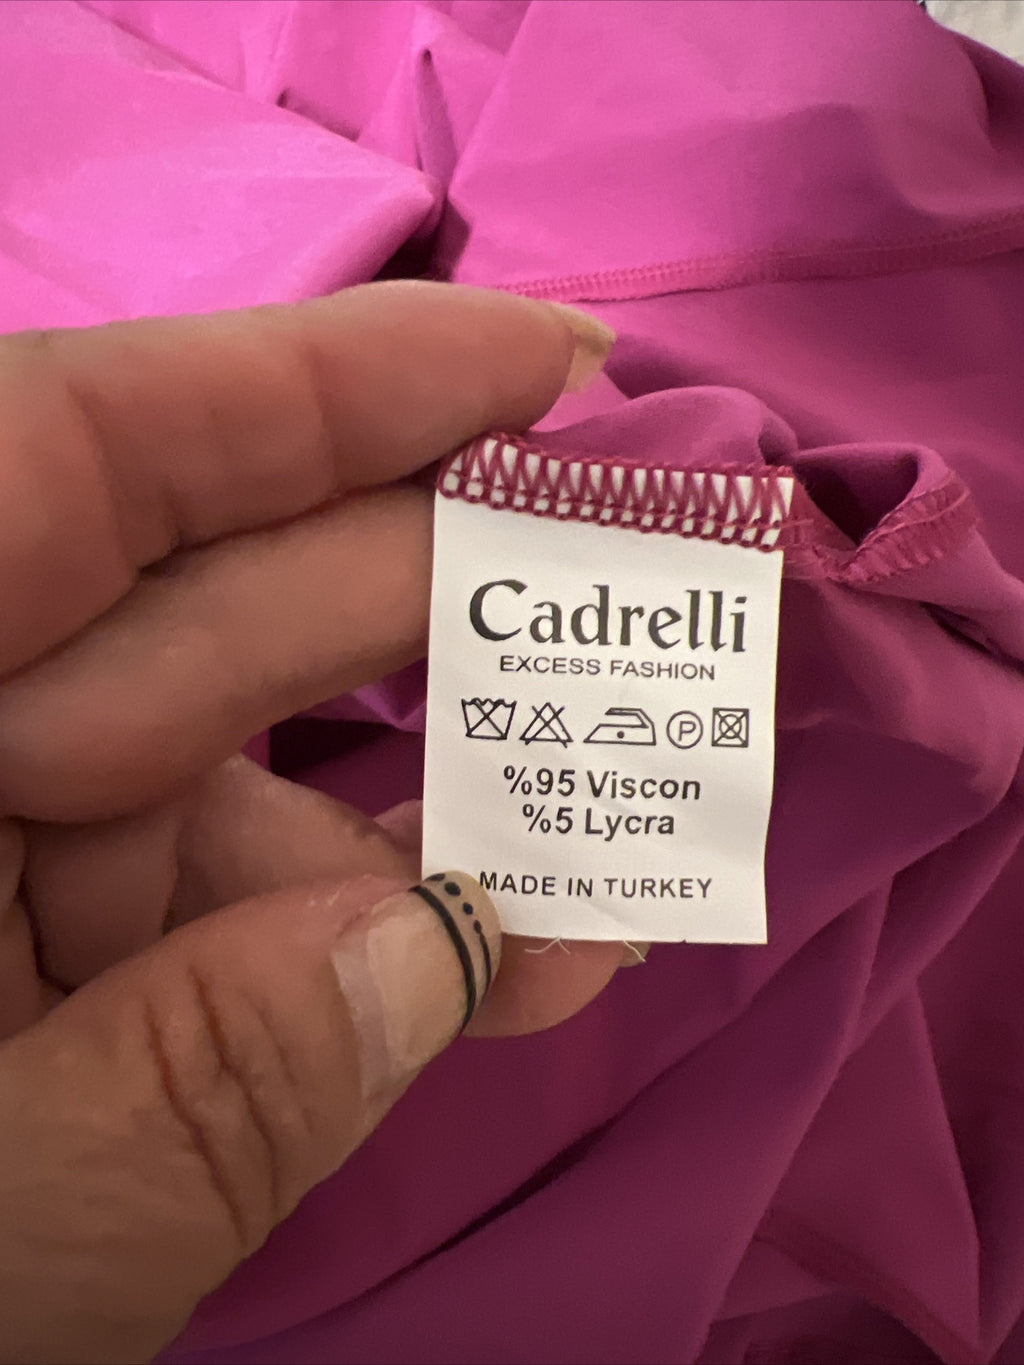 Cadrelli
EXCESS FASHION
P
%95 Viscon
%5 Lycra
MADE IN TURKEY